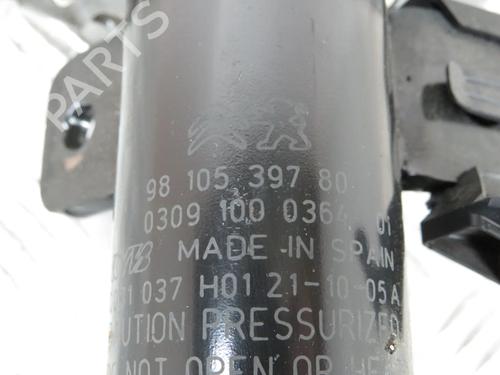 98 105 397 80
0309 100 0364 01
MADE IN SPAIN
037 H01 21-10-05A
PRESSURIZED
NOT OPEN OR